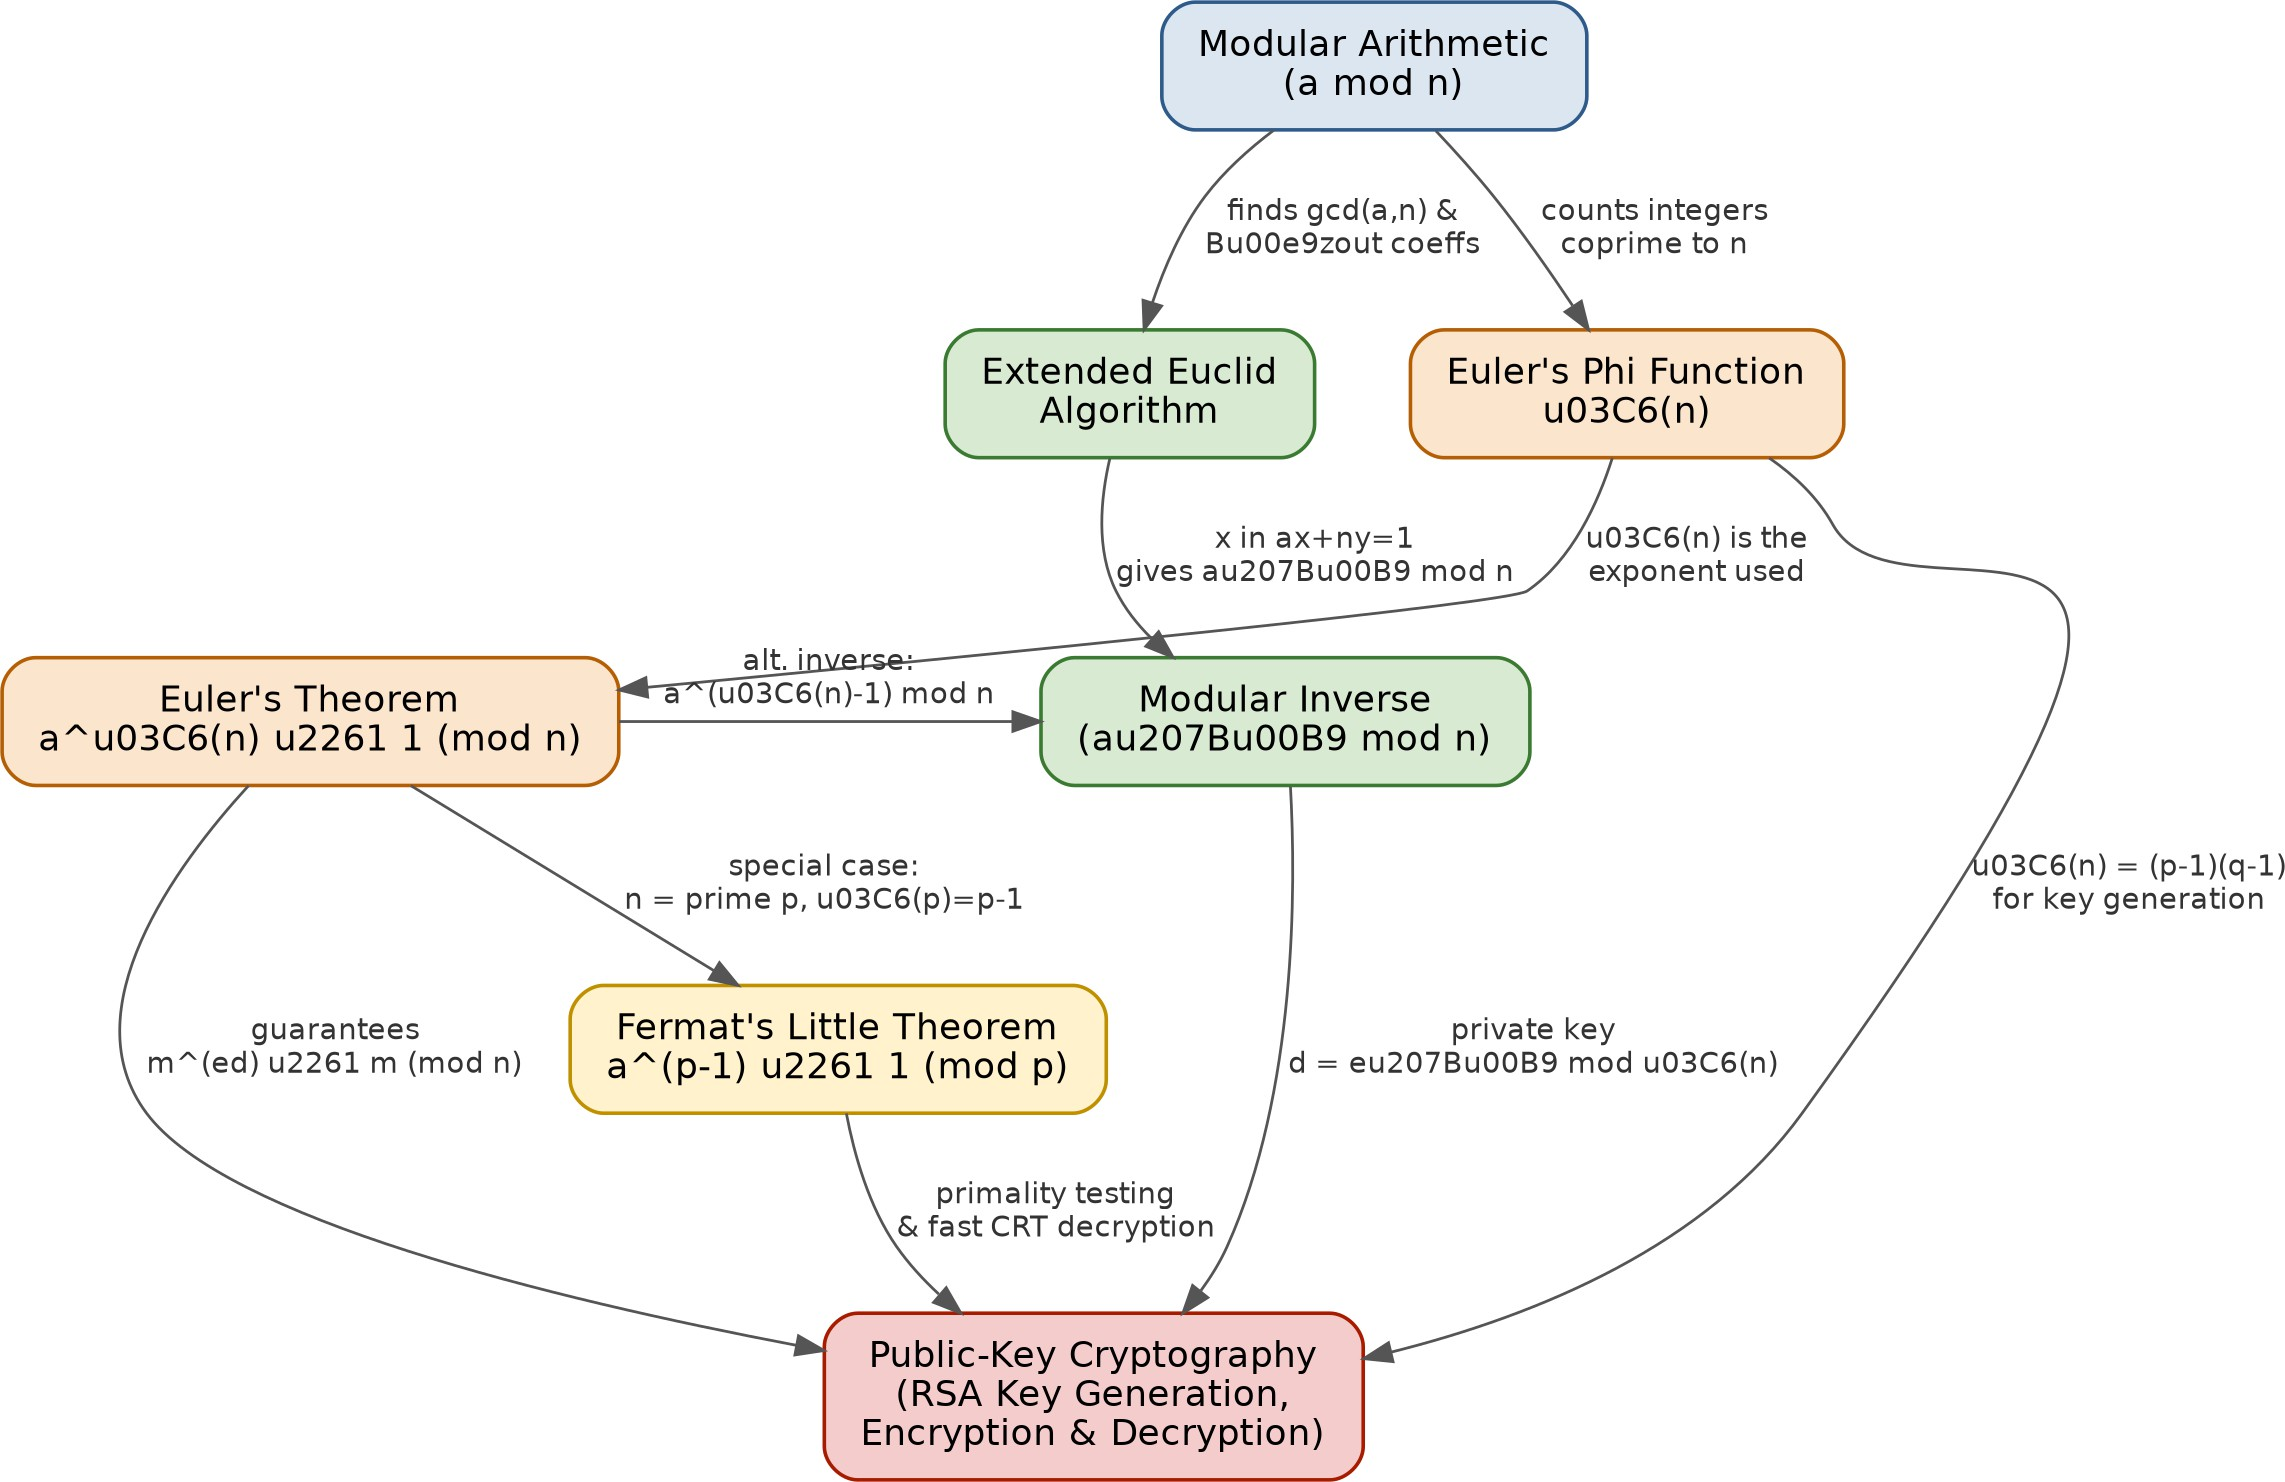 Modular Arithmetic
(a mod n)
finds gcd(a,n) &
Bu00e9zout coeffs
counts integers
coprime to n
Extended Euclid
Algorithm
Euler's Phi Function
u03C6(n)
x in ax+ny=1
gives au207Bu00B9 mod n
u03C6(n) is the
exponent used
alt. inverse:
a^(u03C6(n)-1) mod n
Euler's Theorem
a^u03C6(n) u2261 1 (mod n)
Modular Inverse
(au207Bu00B9 mod n)
special case:
n = prime p, u03C6(p)=p-1
u03C6(n) = (p-1)(q-1)
for key generation
guarantees
m^(ed) u2261 m (mod n)
Fermat's Little Theorem
a^(p-1) u2261 1 (mod p)
private key
d = eu207Bu00B9 mod u03C6(n)
primality testing
& fast CRT decryption
Public-Key Cryptography
(RSA Key Generation,
Encryption & Decryption)